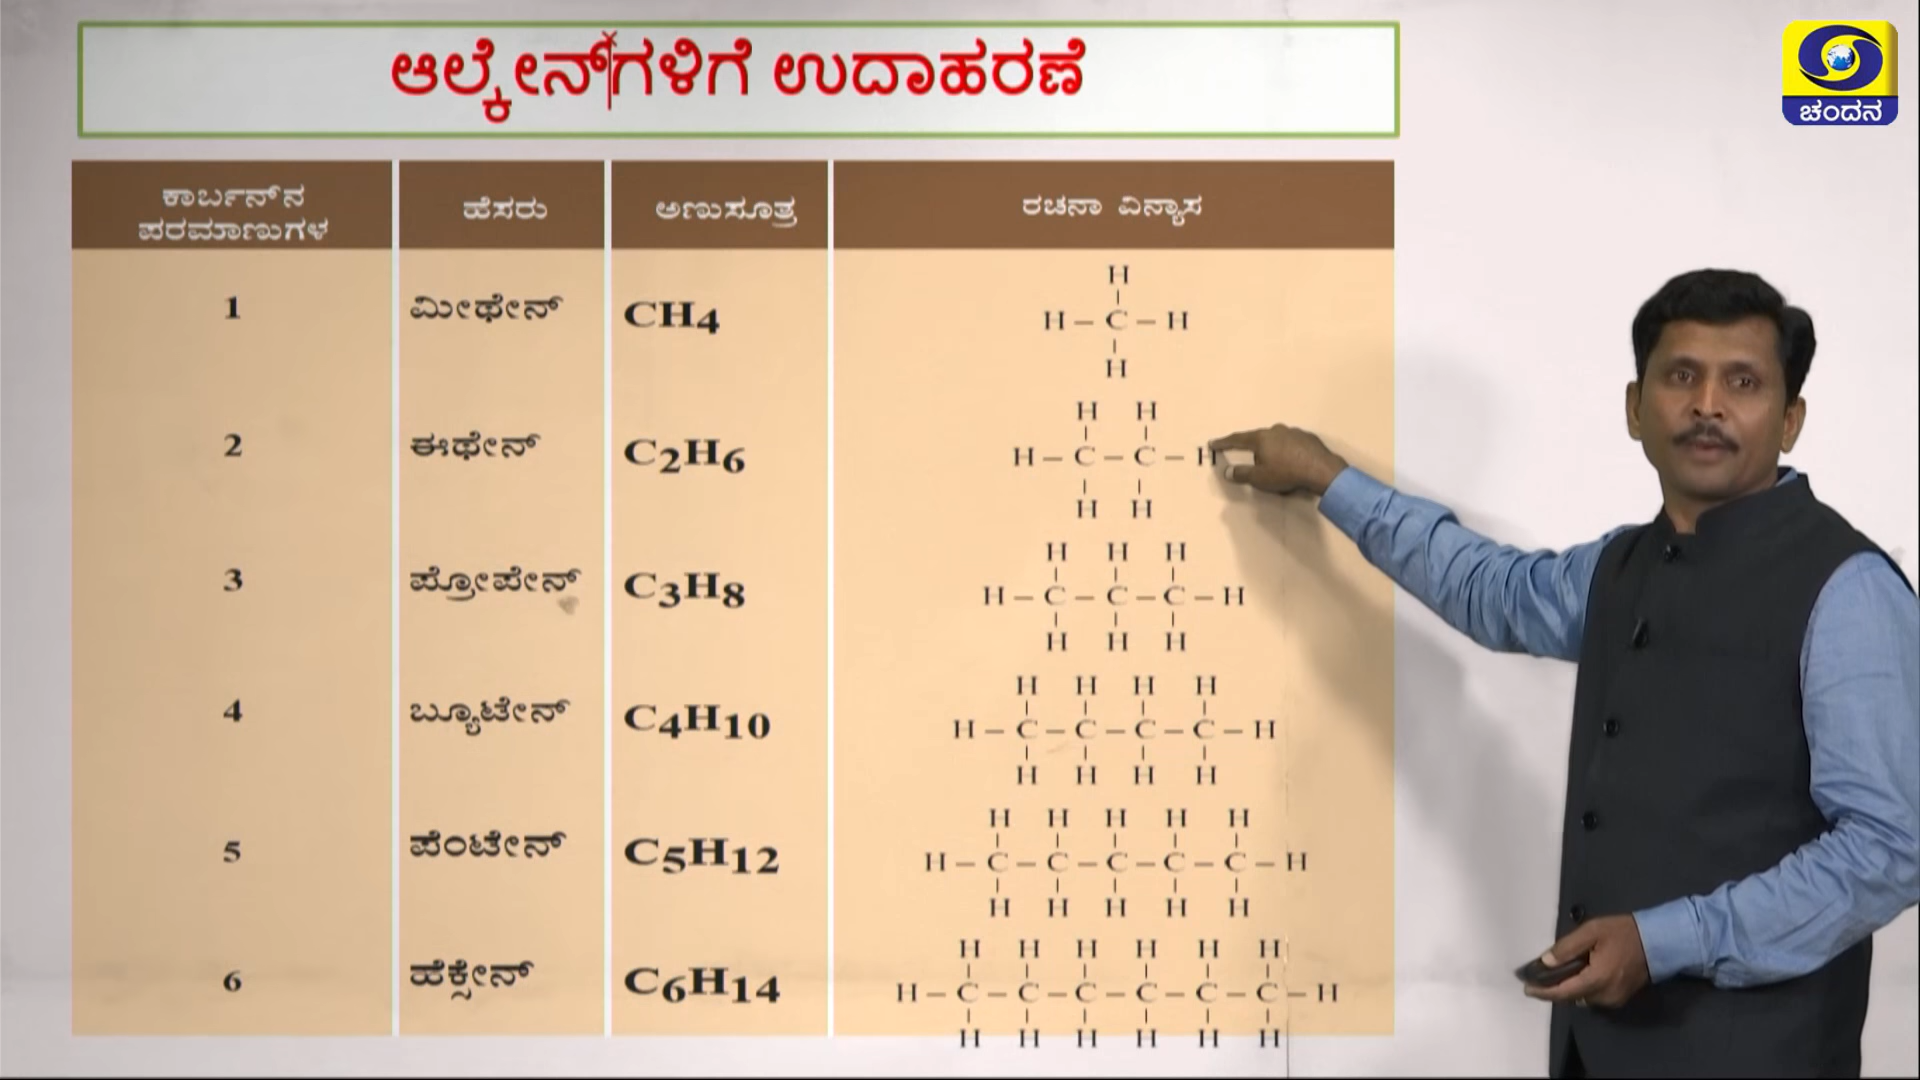 ಆಲ್ಕೇನ್‌ಗಳಿಗೆ ಉದಾಹರಣೆ
ಚಂದನ
ಕಾರ್ಬನ್‌ನ
ಪರಮಾಣುಗಳ
ಹೆಸರು
ಅಣುಸೂತ್ರ
ರಚನಾ ವಿನ್ಯಾಸ
H
1 ಮೀಥೇನ್ CH4 H – C – H
H
H H
2 ಈಥೇನ್ C2H6 H – C – C – H
H H
H H H
3 ಪ್ರೋಪೇನ್ C3H8 H – C – C – C – H
H H H
H H H H
4 ಬ್ಯೂಟೇನ್ C4H10 H – C – C – C – C – H
H H H H
H H H H H
5 ಪೆಂಟೇನ್ C5H12 H – C – C – C – C – C – H
H H H H H
H H H H H H
6 ಹೆಕ್ಸೇನ್ C6H14 H – C – C – C – C – C – C – H
H H H H H H